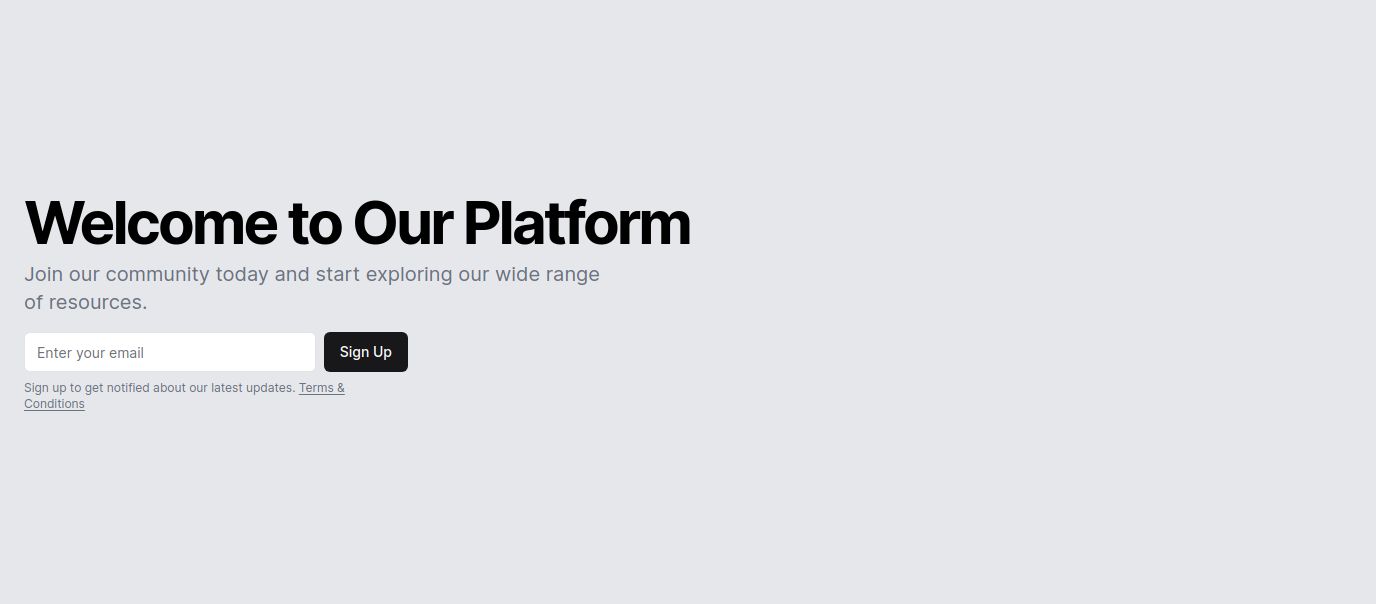 Welcome to Our Platform
Join our community today and start exploring our wide range
of resources.
Enter your email
Sign Up
Sign up to get notified about our latest updates. Terms &
Conditions